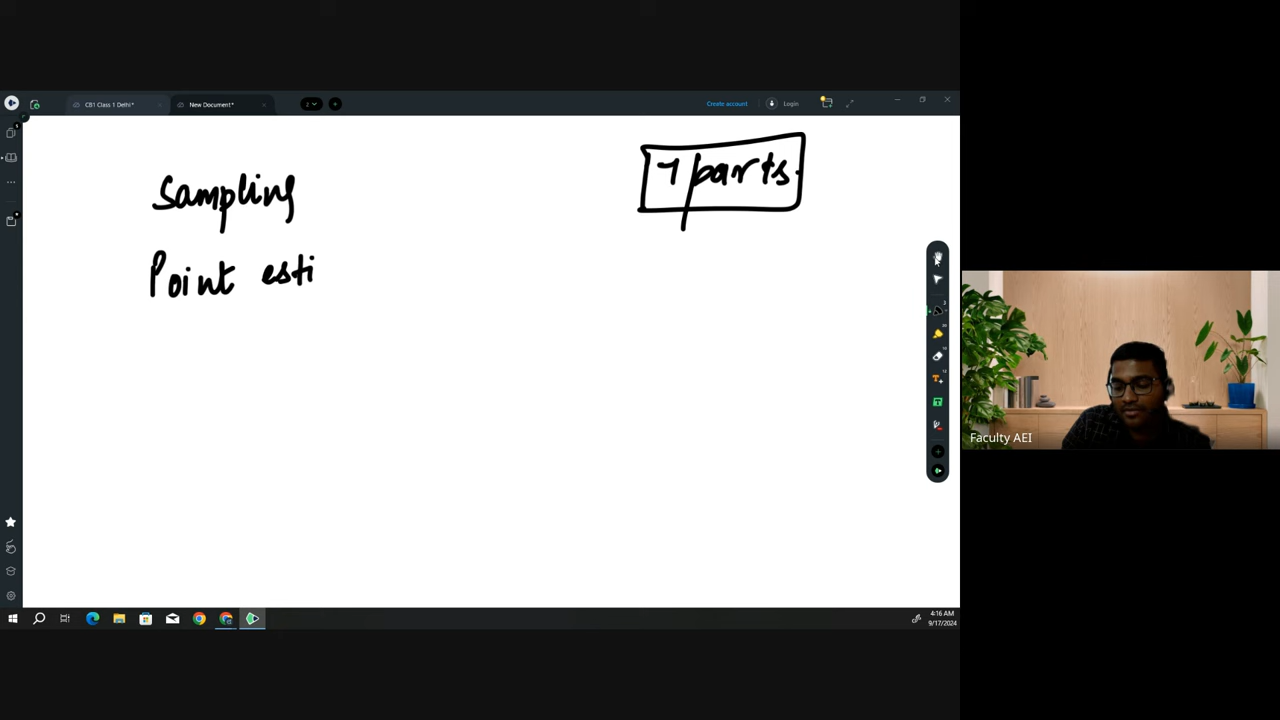 CB1 Class 1 Delhi*
New Document*
2
Create account
Login
7 parts.
Sampling
Point esti
Faculty AEI
4:16 AM
9/17/2024